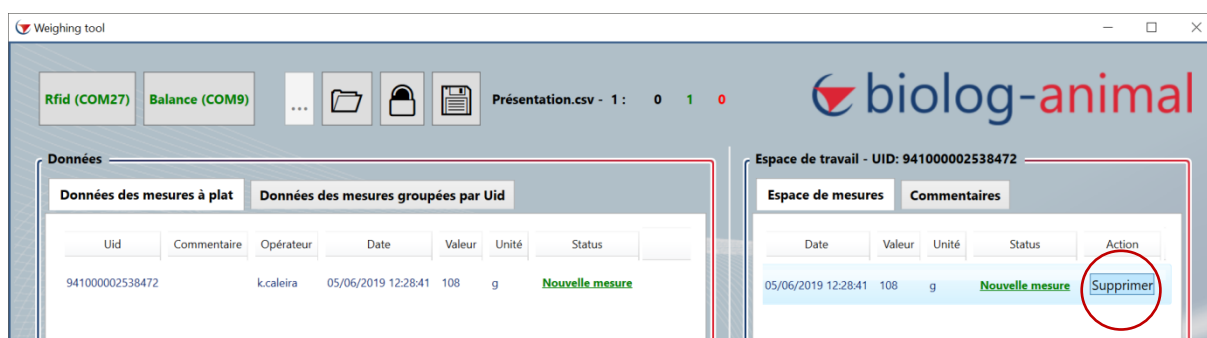 Weighing tool
Rfid (COM27) Balance (COM9) ... Présentation.csv - 1 : 0 1 0
biolog-animal
Données
Données des mesures à plat Données des mesures groupées par Uid
Uid Commentaire Opérateur Date Valeur Unité Status
941000002538472 k.caleira 05/06/2019 12:28:41 108 g Nouvelle mesure
Espace de travail - UID: 941000002538472
Espace de mesures Commentaires
Date Valeur Unité Status Action
05/06/2019 12:28:41 108 g Nouvelle mesure Supprimer